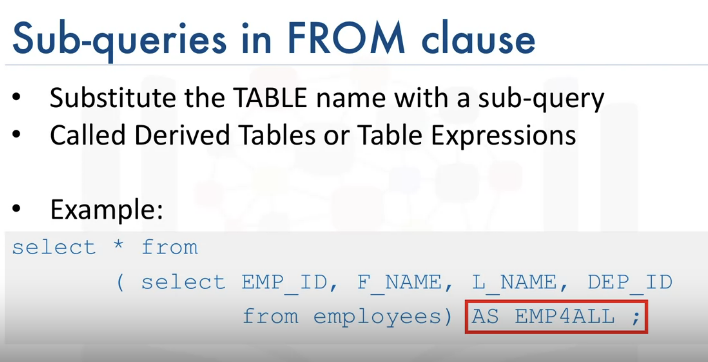 Sub-queries in FROM clause
• Substitute the TABLE name with a sub-query
• Called Derived Tables or Table Expressions
• Example:
select * from
( select EMP_ID, F_NAME, L_NAME, DEP_ID
from employees) AS EMP4ALL ;